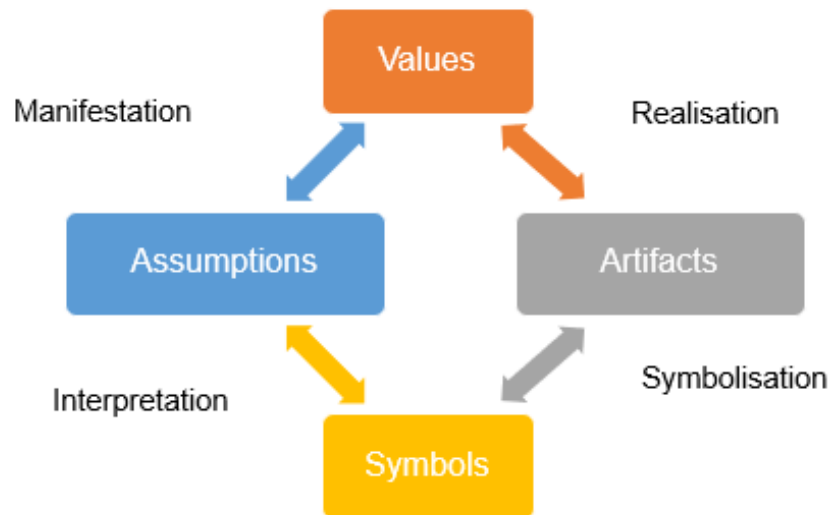 Values
Manifestation
Realisation
Assumptions
Artifacts
Interpretation
Symbolisation
Symbols